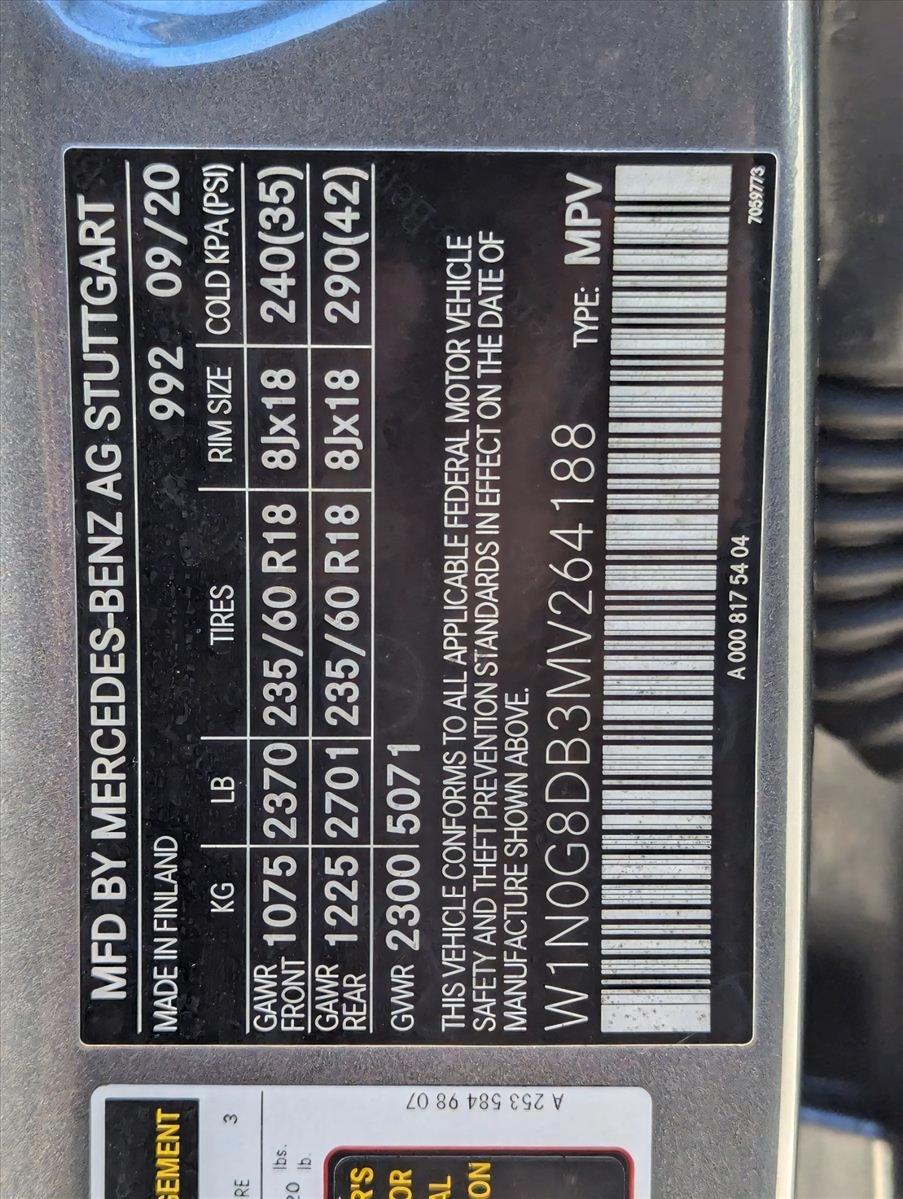 MFD BY MERCEDES-BENZ AG STUTTGART
MADE IN FINLAND 992 09/20
KG LB TIRES RIM SIZE COLD KPA(PSI)
GAWR FRONT 1075 2370 235/60 R18 8Jx18 240(35)
GAWR REAR 1225 2701 235/60 R18 8Jx18 290(42)
GVWR 2300 5071
THIS VEHICLE CONFORMS TO ALL APPLICABLE FEDERAL MOTOR VEHICLE
SAFETY AND THEFT PREVENTION STANDARDS IN EFFECT ON THE DATE OF
MANUFACTURE SHOWN ABOVE.
W1N0G8DB3MV264188 TYPE: MPV
A 000 817 54 04 7059773
A 253 584 98 07
GEMENT
RE 3
lbs.
20 lb.
R'S
OR
AL
ON